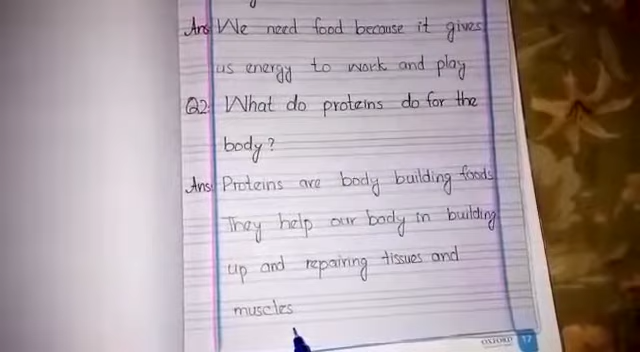 Ans We need food because it gives
us energy to work and play
Q2. What do proteins do for the
body?
Ans Proteins are body building foods
They help our body in building
up and repairing tissues and
muscles
OXFORD 17